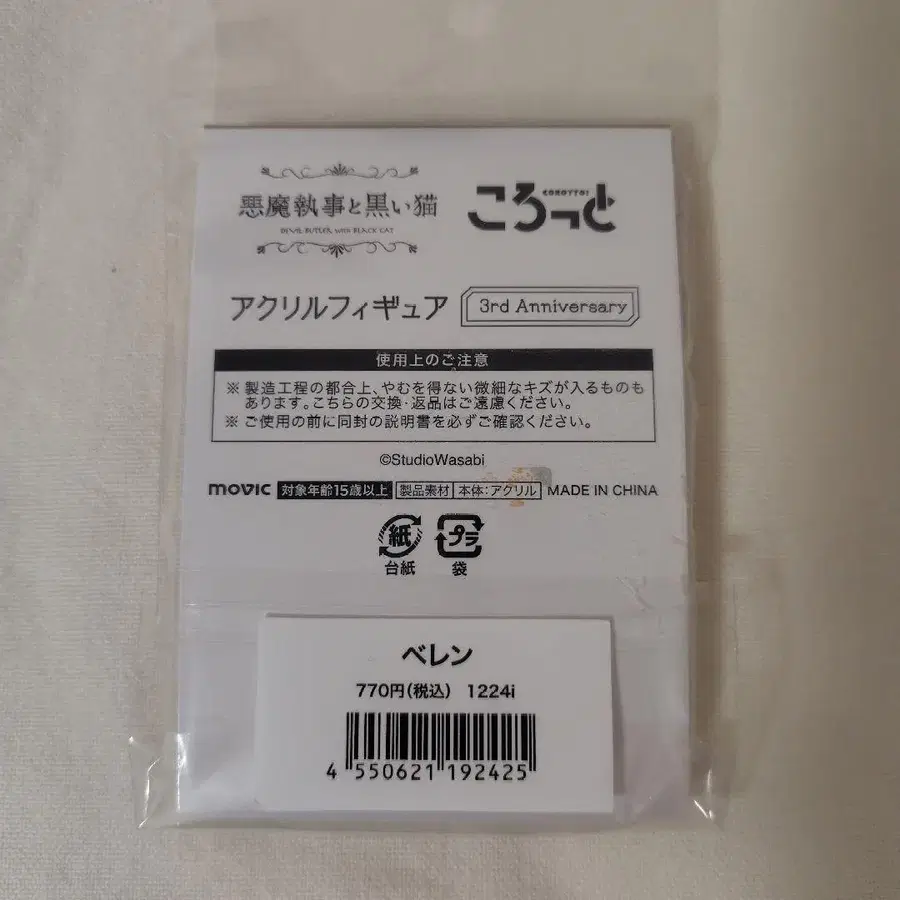 悪魔執事と黒い猫
DEVIL BUTLER with BLACK CAT
COROTTO!
ころっと
アクリルフィギュア 3rd Anniversary
使用上のご注意
※ 製造工程の都合上、やむを得ない微細なキズが入るものも
あります。こちらの交換・返品はご遠慮ください。
※ ご使用の前に同封の説明書を必ずご確認ください。
©StudioWasabi
movic 対象年齢15歳以上 製品素材 本体：アクリル MADE IN CHINA
紙 プラ
台紙 袋
ベレン
770円(税込) 1224i
4 550621 192425